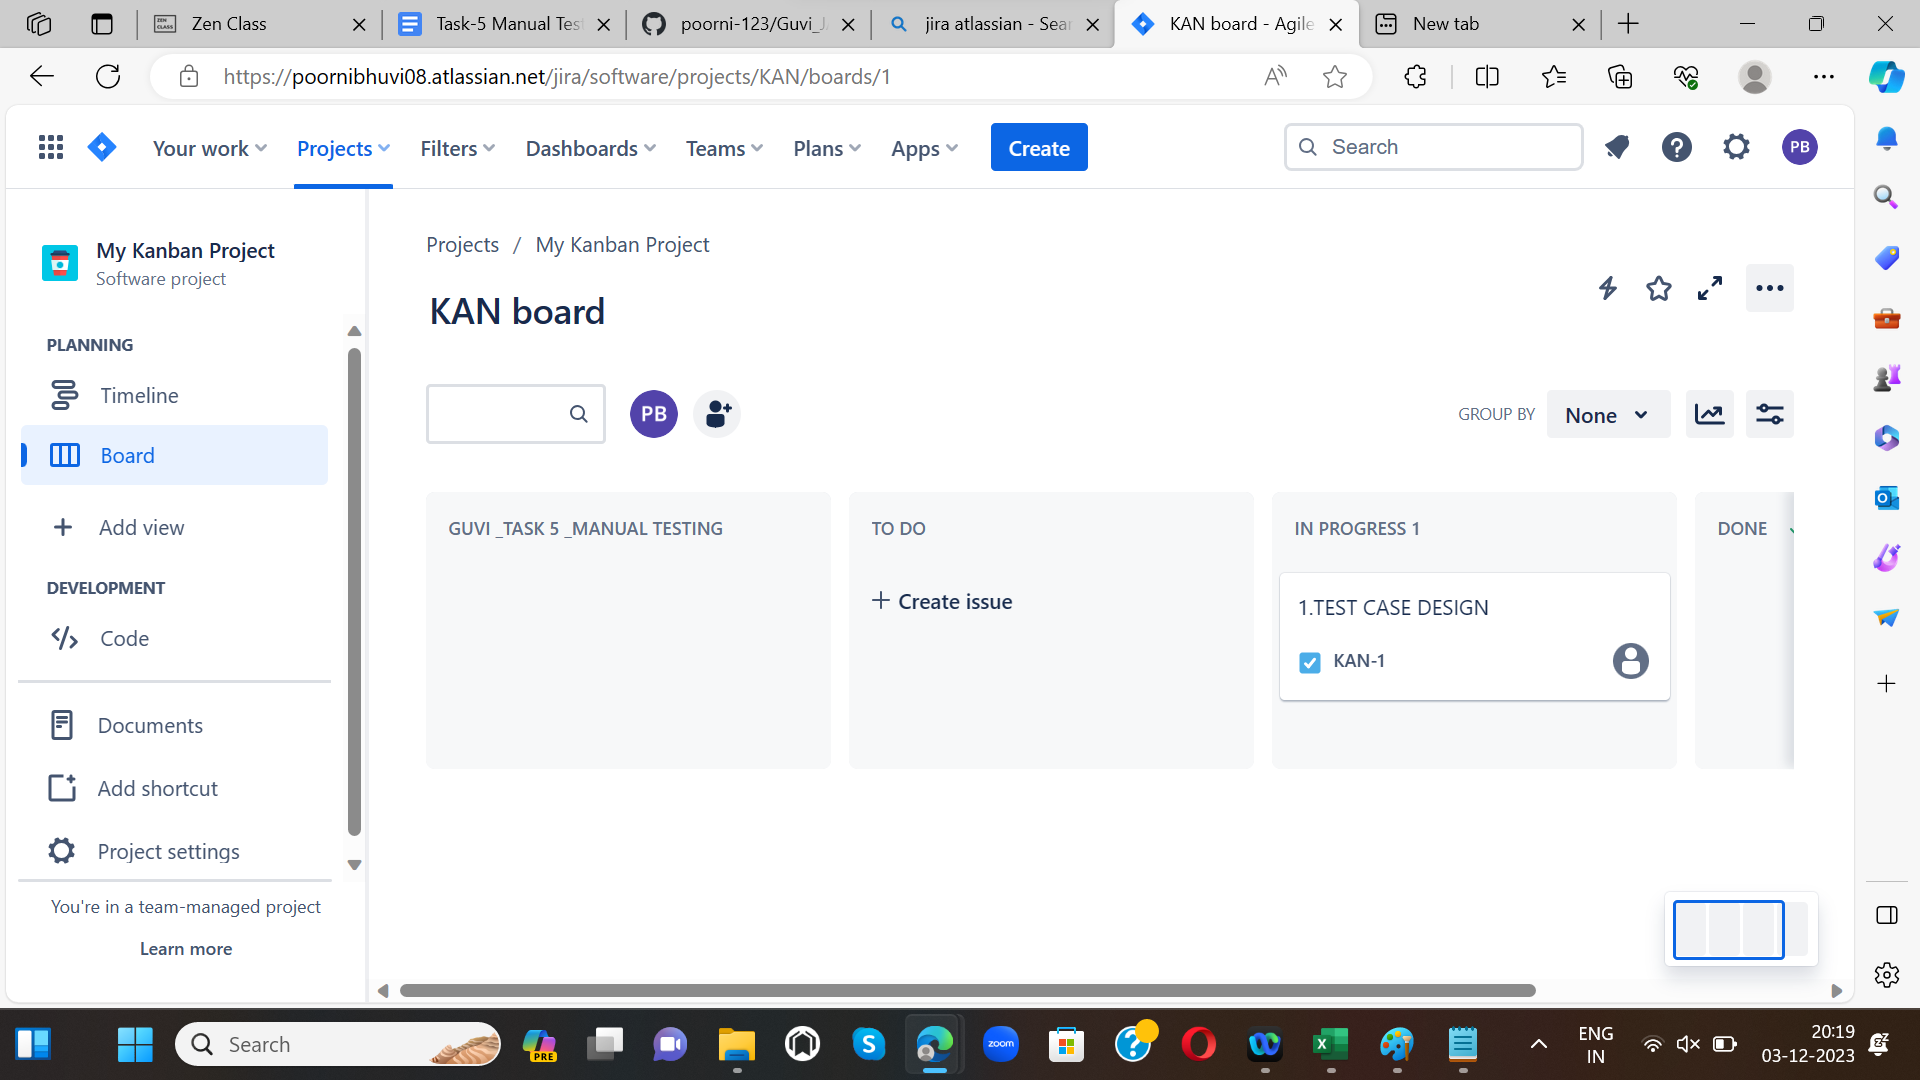 Zen Class
Task-5 Manual Tes
poorni-123/Guvi_J
jira atlassian - Sear
KAN board - Agile
New tab
https://poornibhuvi08.atlassian.net/jira/software/projects/KAN/boards/1
Your work
Projects
Filters
Dashboards
Teams
Plans
Apps
Create
Search
PB
My Kanban Project
Software project
PLANNING
Timeline
Board
Add view
DEVELOPMENT
Code
Documents
Add shortcut
Project settings
You're in a team-managed project
Learn more
Projects / My Kanban Project
KAN board
PB
GROUP BY
None
GUVI _TASK 5 _MANUAL TESTING
TO DO
+ Create issue
IN PROGRESS 1
1.TEST CASE DESIGN
KAN-1
DONE
Search
PRE
zoom
ENG
IN
20:19
03-12-2023